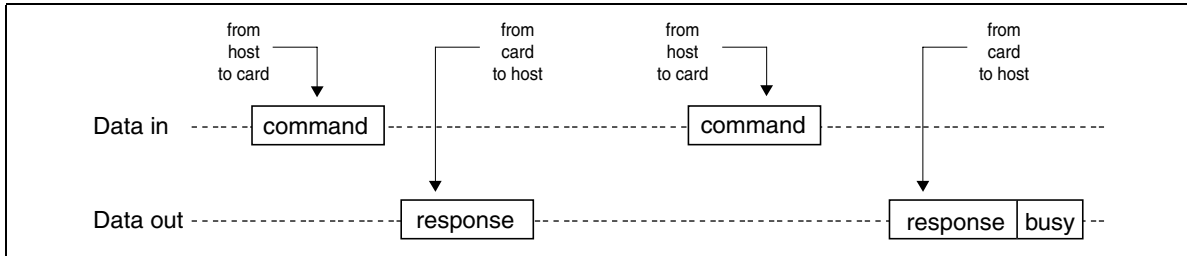 from
host
to card
from
card
to host
from
host
to card
from
card
to host
Data in
command
command
Data out
response
response
busy